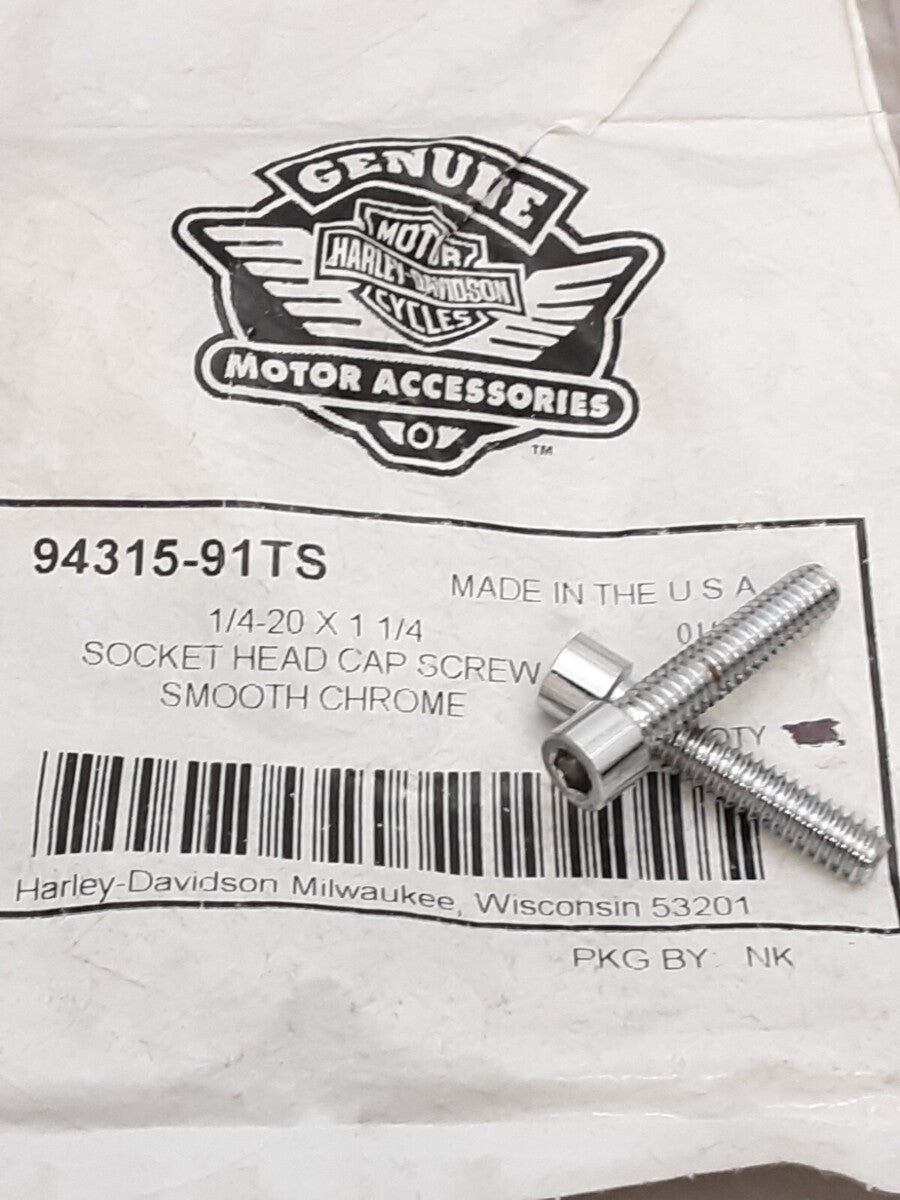 GENUINE
MOTOR
HARLEY-DAVIDSON
CYCLES
MOTOR ACCESSORIES
TM
94315-91TS
MADE IN THE U S A
1/4-20 X 1 1/4
SOCKET HEAD CAP SCREW
SMOOTH CHROME
QTY
Harley-Davidson Milwaukee, Wisconsin 53201
PKG BY: NK